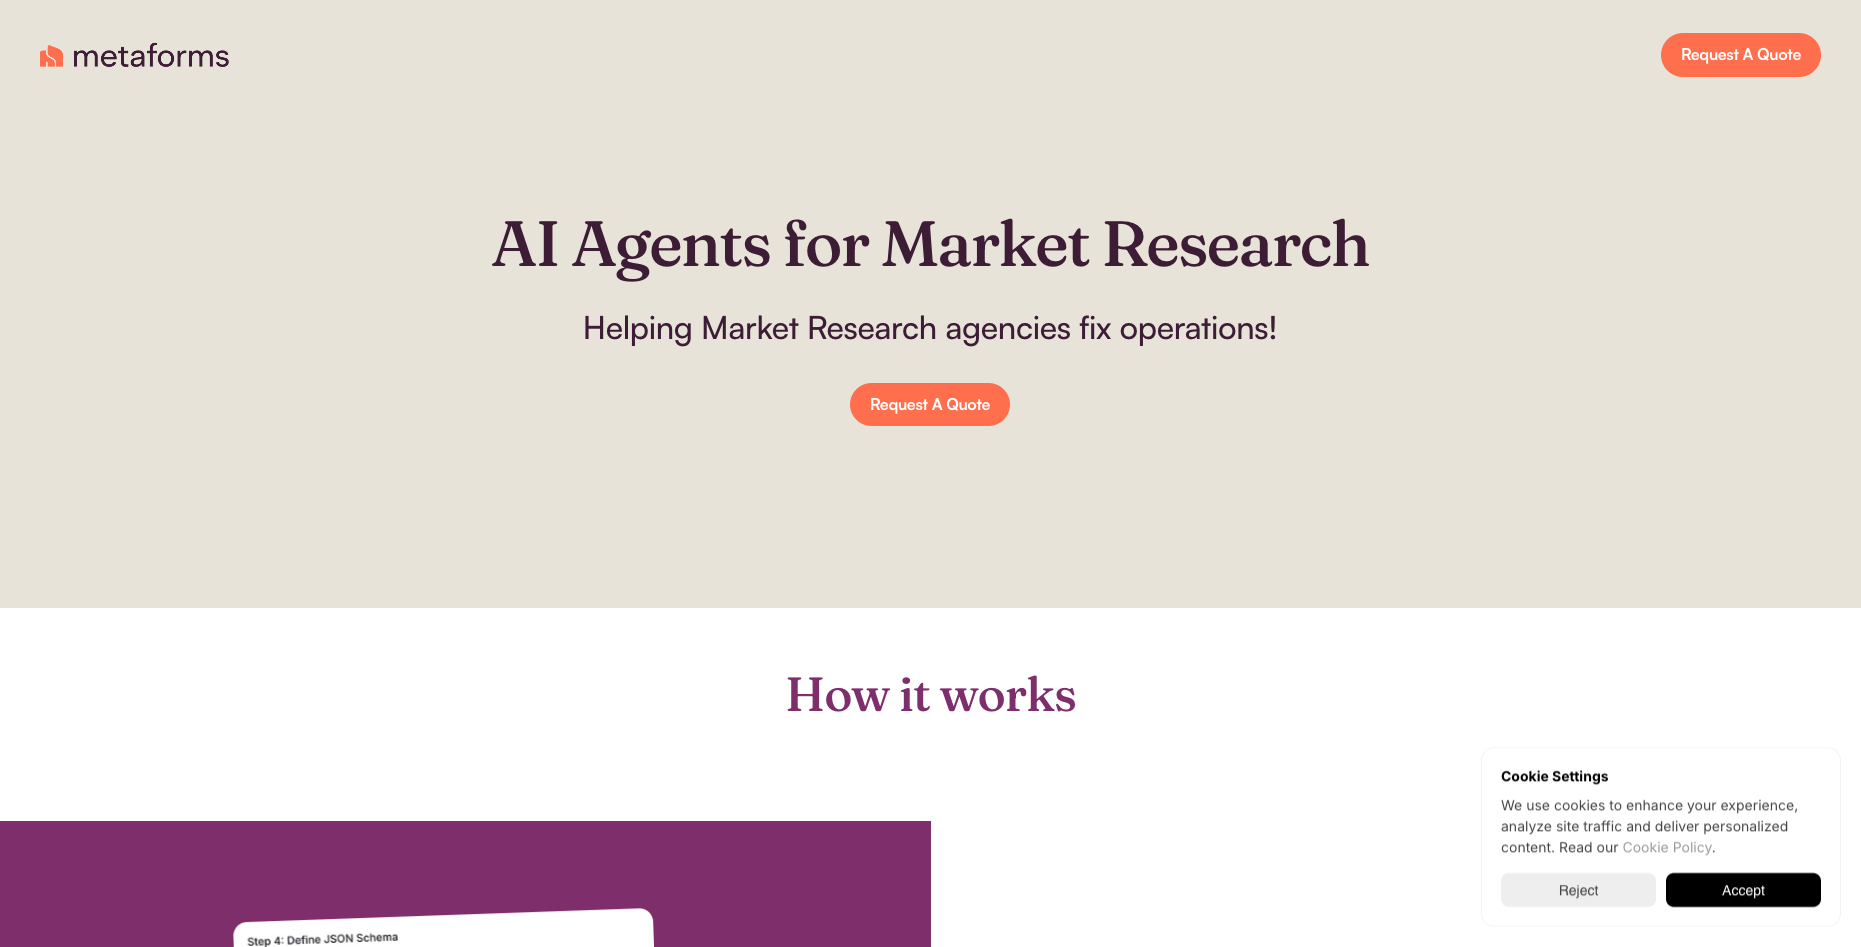 metaforms
Request A Quote
AI Agents for Market Research
Helping Market Research agencies fix operations!
Request A Quote
How it works
Step 4: Define JSON Schema
Cookie Settings
We use cookies to enhance your experience,
analyze site traffic and deliver personalized
content. Read our Cookie Policy.
Reject
Accept